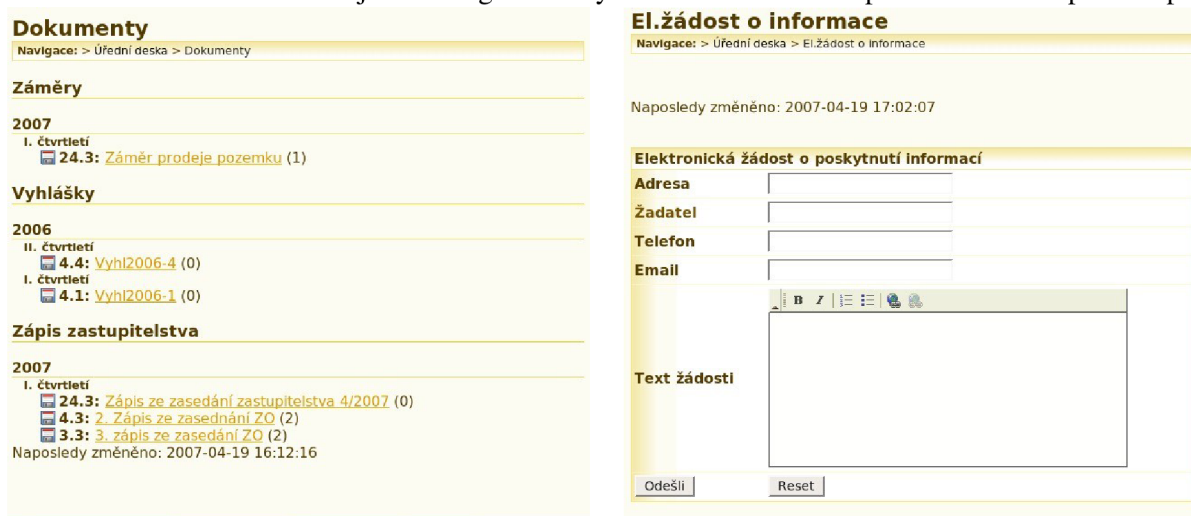 Dokumenty
Navigace: > Úřední deska > Dokumenty
Záměry
2007
I. čtvrtletí
24.3: Záměr prodeje pozemku (1)
Vyhlášky
2006
II. čtvrtletí
4.4: Vyhl2006-4 (0)
I. čtvrtletí
4.1: Vyhl2006-1 (0)
Zápis zastupitelstva
2007
I. čtvrtletí
24.3: Zápis ze zasedání zastupitelstva 4/2007 (0)
4.3: 2. Zápis ze zasednání ZO (2)
3.3: 3. zápis ze zasedání ZO (2)
Naposledy změněno: 2007-04-19 16:12:16
El.žádost o informace
Navigace: > Úřední deska > El.žádost o informace
Naposledy změněno: 2007-04-19 17:02:07
Elektronická žádost o poskytnutí informací
Adresa
Žadatel
Telefon
Email
B I
Text žádosti
Odešli Reset